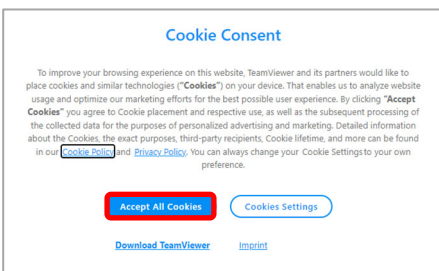 Cookie Consent
To improve your browsing experience on this website, TeamViewer and its partners would like to
place cookies and similar technologies ("Cookies") on your device. That enables us to analyze website
usage and optimize our marketing efforts for the best possible user experience. By clicking "Accept
Cookies" you agree to Cookie placement and respective use, as well as the subsequent processing of
the collected data for the purposes of personalized advertising and marketing. Detailed information
about the Cookies, the exact purposes, third-party recipients, Cookie lifetime, and more can be found
in our Cookie Policy and Privacy Policy. You can always change your Cookie Settings to your own
preference.
Accept All Cookies Cookies Settings
Download TeamViewer Imprint